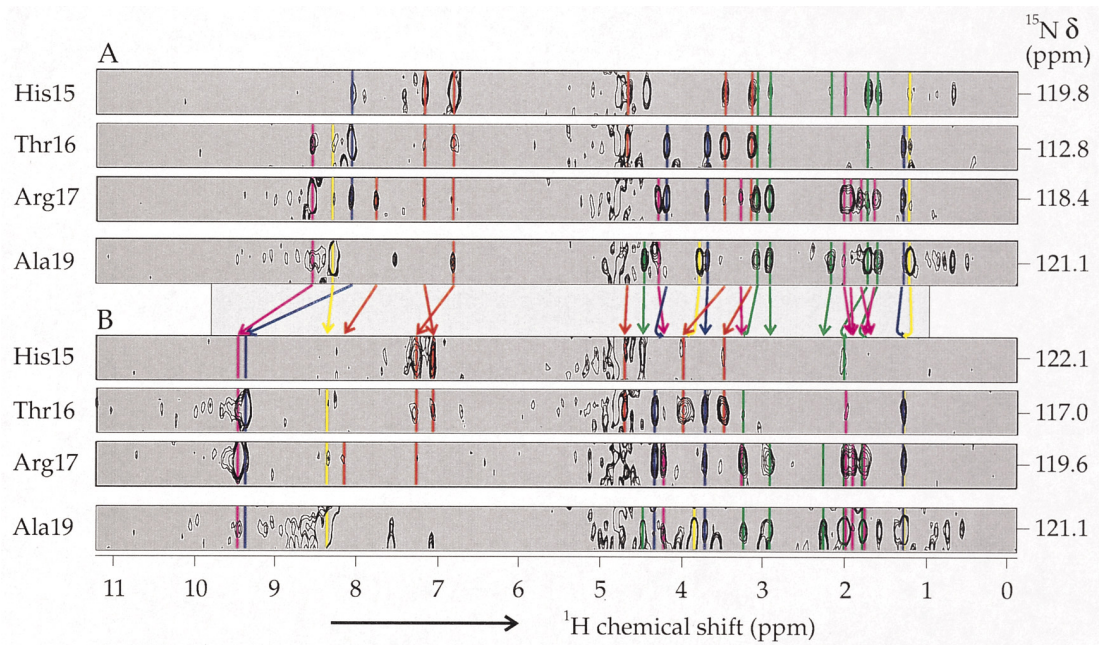 ¹⁵N δ
(ppm)
A
His15 119.8
Thr16 112.8
Arg17 118.4
Ala19 121.1
B
His15 122.1
Thr16 117.0
Arg17 119.6
Ala19 121.1
11 10 9 8 7 6 5 4 3 2 1 0
¹H chemical shift (ppm)